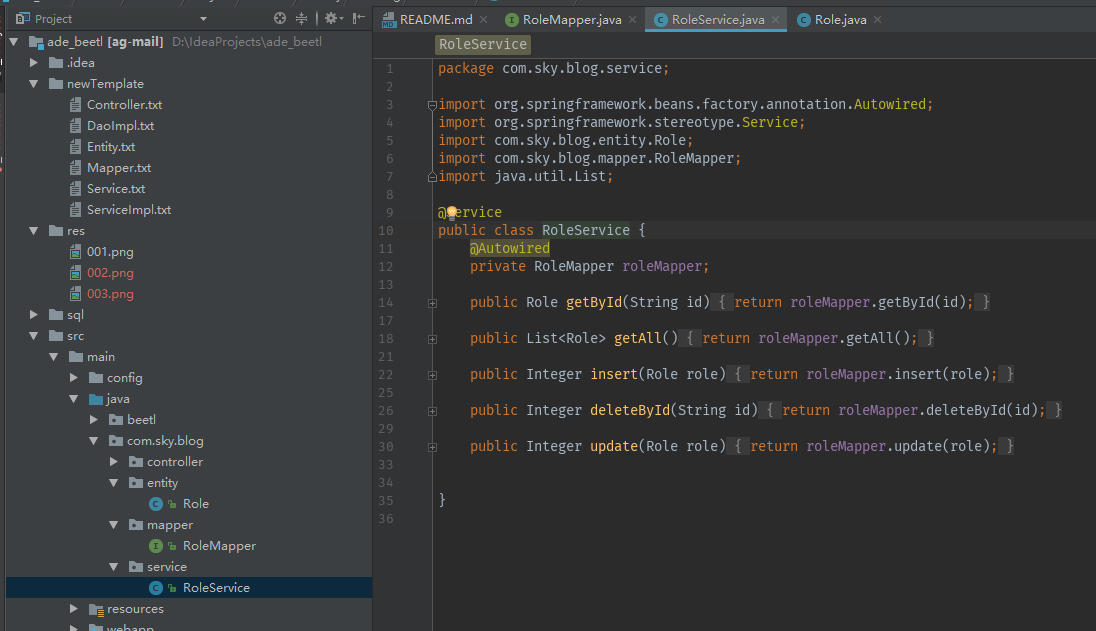 Project
README.md
RoleMapper.java
RoleService.java
Role.java
ade_beetl [ag-mail] D:\IdeaProjects\ade_beetl
.idea
newTemplate
Controller.txt
DaoImpl.txt
Entity.txt
Mapper.txt
Service.txt
ServiceImpl.txt
res
001.png
002.png
003.png
sql
src
main
config
java
beetl
com.sky.blog
controller
entity
Role
mapper
RoleMapper
service
RoleService
resources
webapp
RoleService
1 package com.sky.blog.service;
2
3 import org.springframework.beans.factory.annotation.Autowired;
4 import org.springframework.stereotype.Service;
5 import com.sky.blog.entity.Role;
6 import com.sky.blog.mapper.RoleMapper;
7 import java.util.List;
8
9 @Service
10 public class RoleService {
11 @Autowired
12 private RoleMapper roleMapper;
13
14 public Role getById(String id) { return roleMapper.getById(id); }
17
18 public List<Role> getAll() { return roleMapper.getAll(); }
21
22 public Integer insert(Role role) { return roleMapper.insert(role); }
25
26 public Integer deleteById(String id) { return roleMapper.deleteById(id); }
29
30 public Integer update(Role role) { return roleMapper.update(role); }
33
34
35 }
36